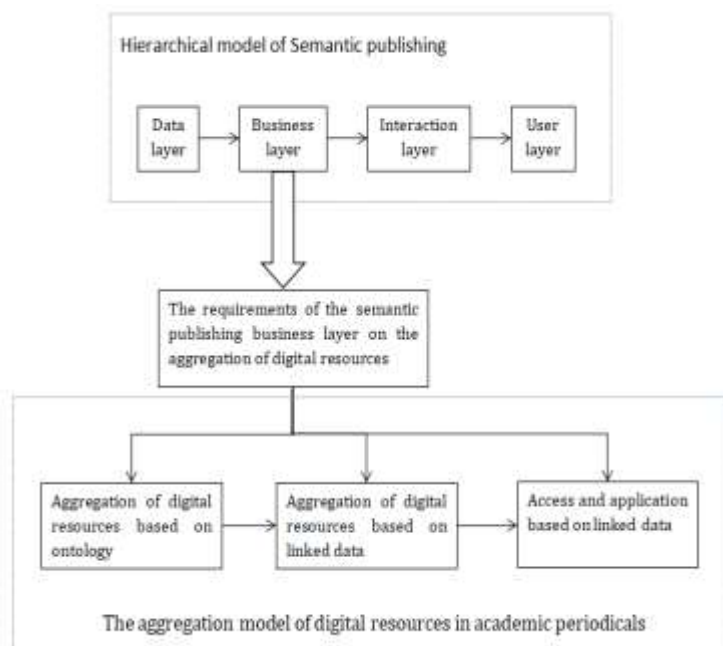 Hierarchical model of Semantic publishing
Data
layer
Business
layer
Interaction
layer
User
layer
The requirements of the semantic
publishing business layer on the
aggregation of digital resources
Aggregation of digital
resources based on
ontology
Aggregation of digital
resources based on
linked data
Access and application
based on linked data
The aggregation model of digital resources in academic periodicals